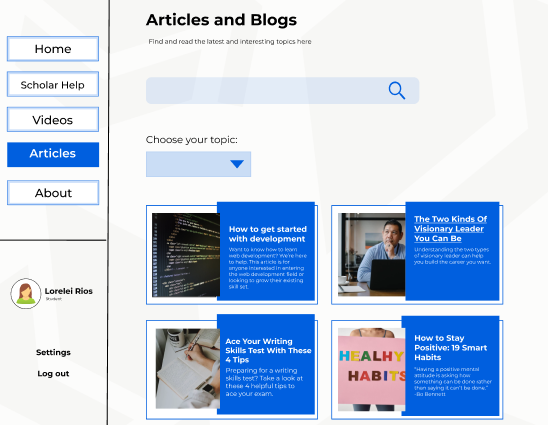 Home
Scholar Help
Videos
Articles
About
Lorelei Rios
Student
Settings
Log out
Articles and Blogs
Find and read the latest and interesting topics here
Choose your topic:
How to get started
with development
Want to know how to learn
web development? We're here
to help. This article is for
anyone interested in entering
the web development field or
looking to grow their existing
skill set.
The Two Kinds Of
Visionary Leader
You Can Be
Understanding the two types
of visionary leader can help
you build the career you want.
Ace Your Writing
Skills Test With These
4 Tips
Preparing for a writing
skills test? Take a look at
these 4 helpful tips to
ace your exam.
HEALHY
HABITS
How to Stay
Positive: 19 Smart
Habits
"Having a positive mental
attitude is asking how
something can be done rather
than saying it can't be done."
-Bo Bennett